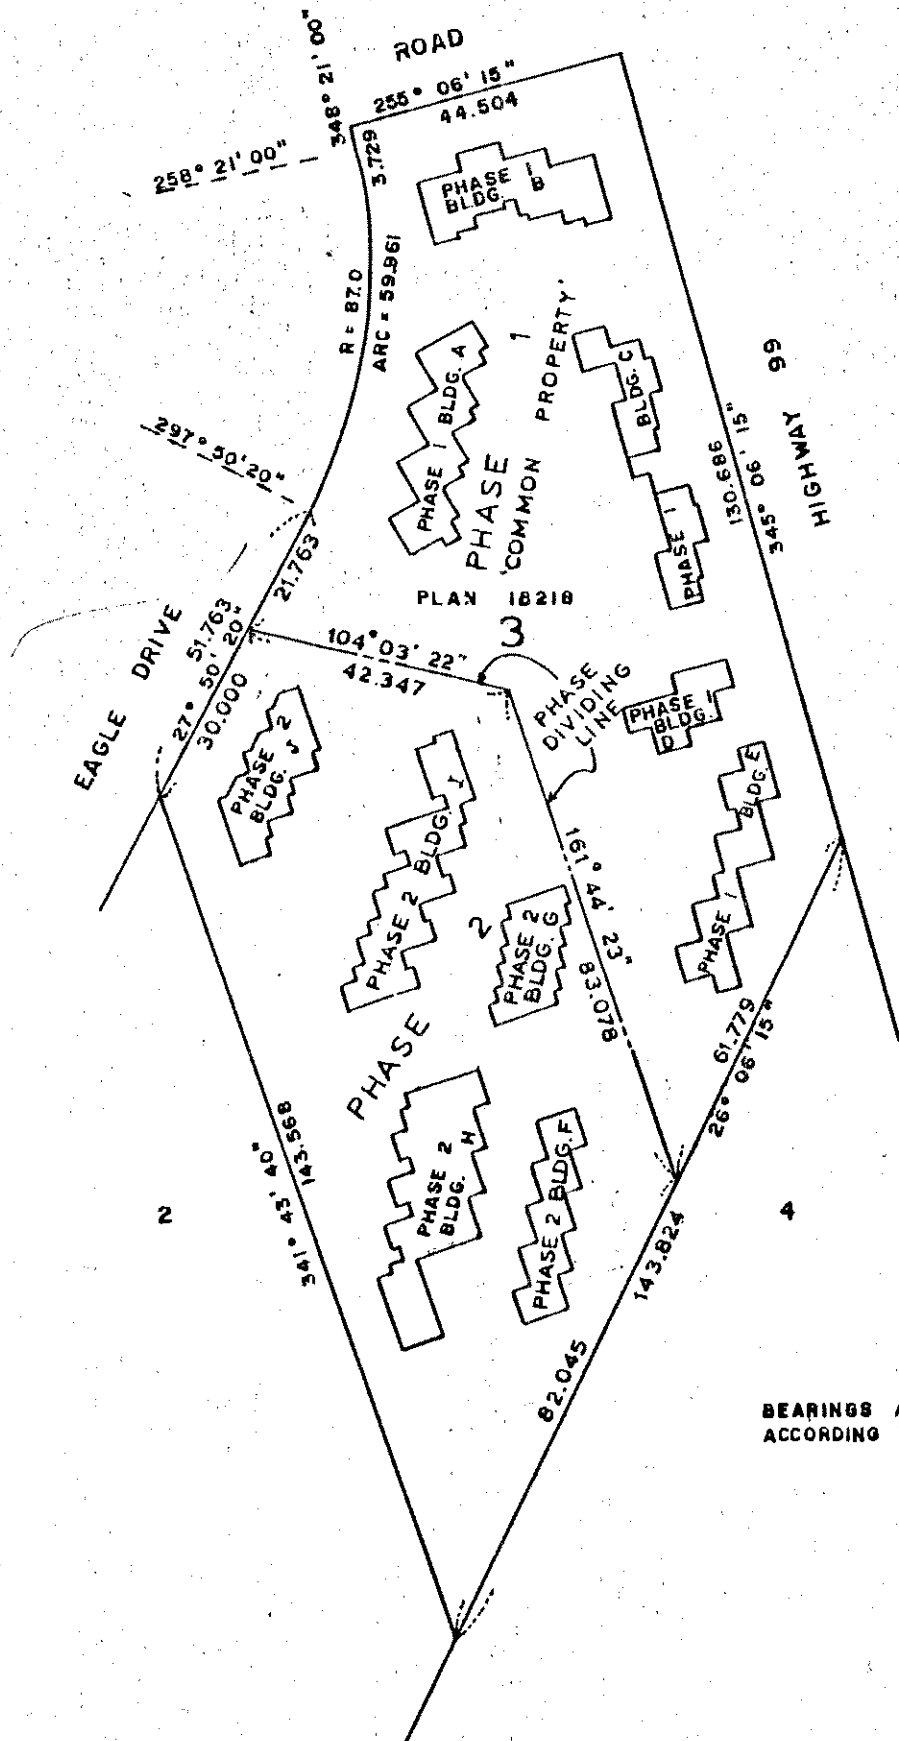 ROAD
348° 21' 00"
255° 06' 15"
44.504
258° 21' 00"
3.729
PHASE 1
BLDG. B
R = 87.0
ARC = 59.961
PHASE 1 BLDG. A
PHASE 1
'COMMON PROPERTY'
BLDG. C
PHASE 1
HIGHWAY 99
130.686
345° 06' 15"
297° 50' 20"
21.763
PLAN 18218
3
EAGLE DRIVE
51.763
27° 50' 20"
30.000
104° 03' 22"
42.347
PHASE
DIVIDING
LINE
PHASE 1
BLDG.
D
PHASE 2
BLDG. J
PHASE 2 BLDG. I
BLDG. E
PHASE 1
161° 44' 23"
83.078
PHASE 2
BLDG. G
PHASE 2
61.779
26° 06' 15"
341° 43' 40"
143.568
PHASE 2
BLDG. H
PHASE 2 BLDG. F
2
4
143.824
82.045
BEARINGS
ACCORDING